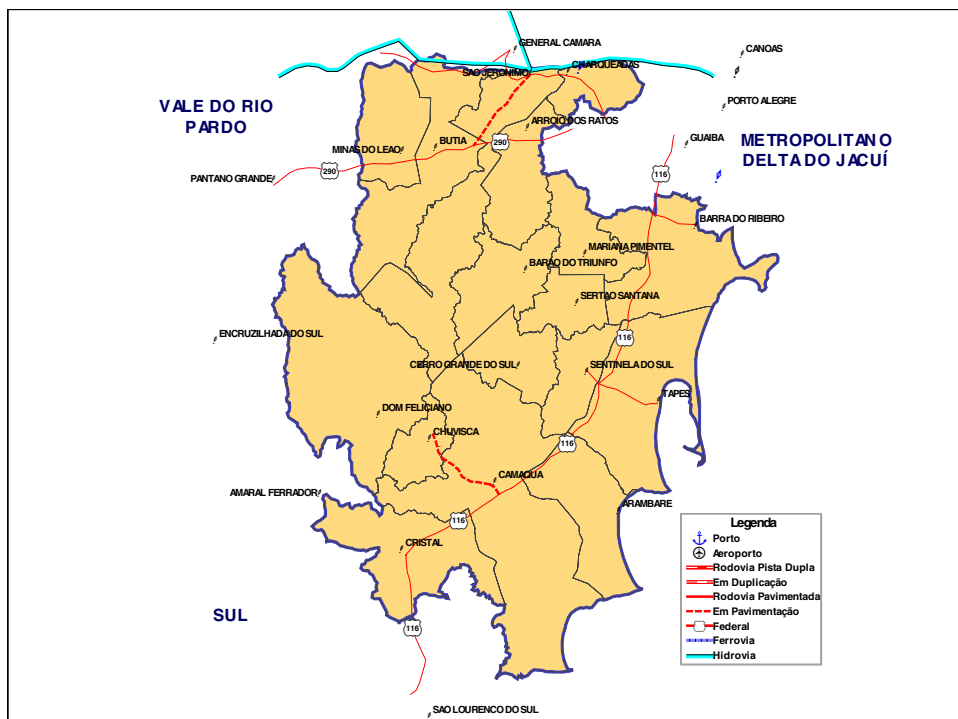 GENERAL CAMARA
CANOAS
SAO JERONIMO
CHARQUEADAS
VALE DO RIO
PARDO
PORTO ALEGRE
ARROIO DOS RATOS
METROPOLITANO
DELTA DO JACUÍ
GUAIBA
BUTIA
290
MINAS DO LEAO
290
116
PANTANO GRANDE
BARRA DO RIBEIRO
MARIANA PIMENTEL
BARAO DO TRIUNFO
SERTAO SANTANA
ENCRUZILHADA DO SUL
116
CERRO GRANDE DO SUL
SENTINELA DO SUL
TAPES
DOM FELICIANO
CHUVISCA
116
CAMAQUA
AMARAL FERRADOR
ARAMBARE
116
CRISTAL
SUL
116
SAO LOURENCO DO SUL
Legenda
Porto
Aeroporto
Rodovia Pista Dupla
Em Duplicação
Rodovia Pavimentada
Em Pavimentação
Federal
Ferrovia
Hidrovia